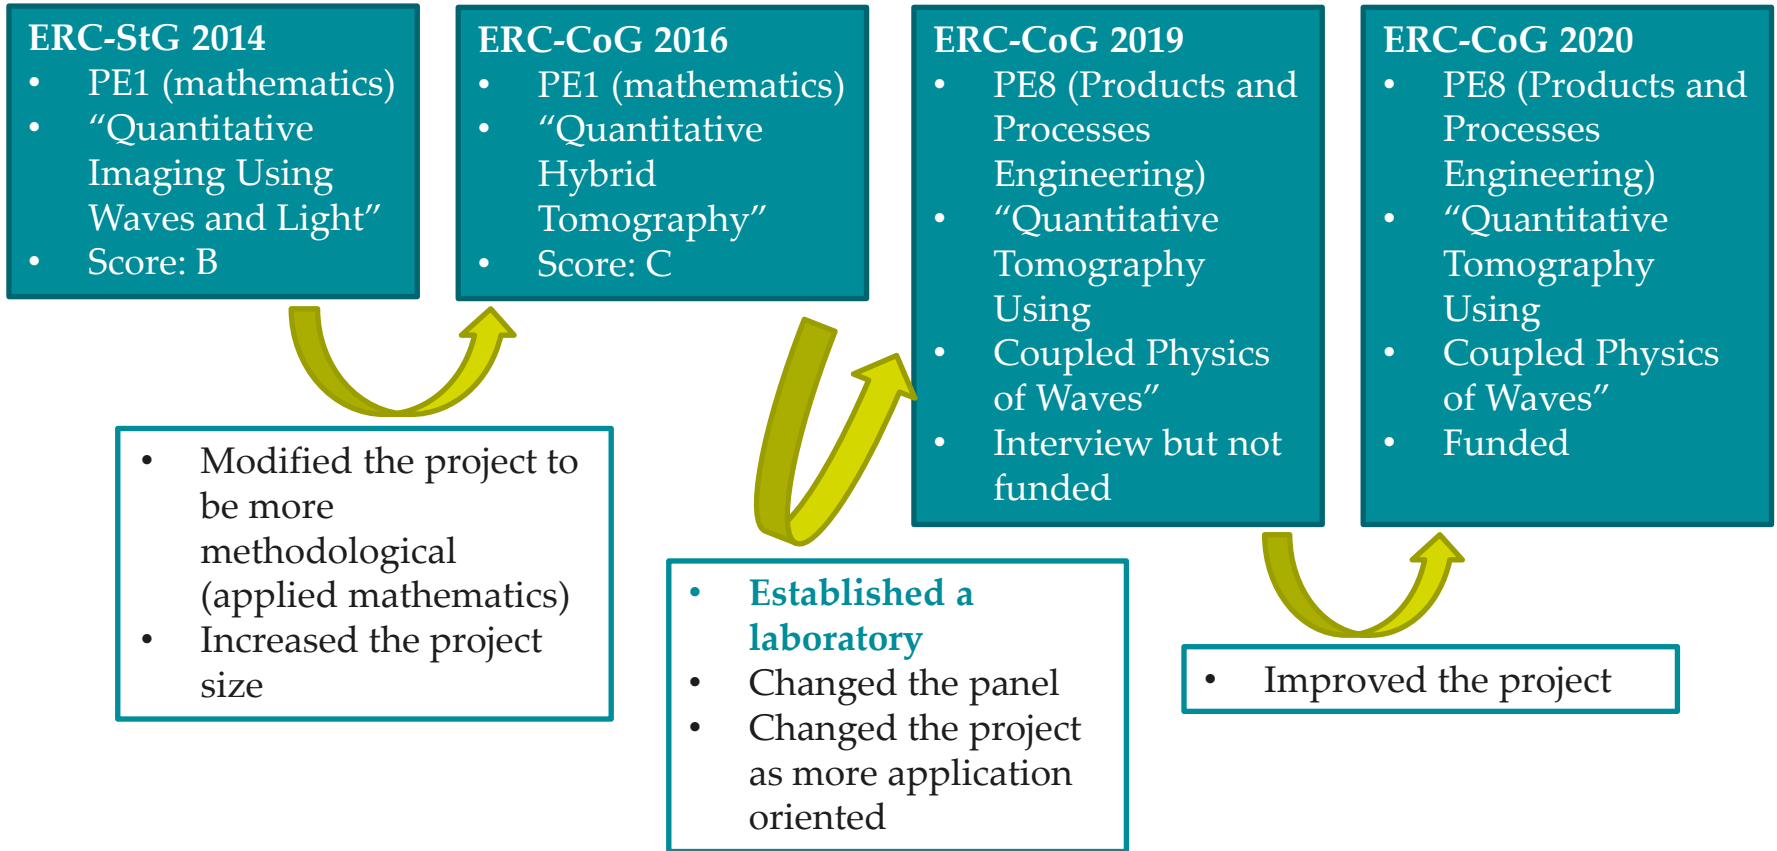 ERC-StG 2014
• PE1 (mathematics)
• “Quantitative
Imaging Using
Waves and Light”
• Score: B
ERC-CoG 2016
• PE1 (mathematics)
• “Quantitative
Hybrid
Tomography”
• Score: C
ERC-CoG 2019
• PE8 (Products and
Processes
Engineering)
• “Quantitative
Tomography
Using
• Coupled Physics
of Waves”
• Interview but not
funded
ERC-CoG 2020
• PE8 (Products and
Processes
Engineering)
• “Quantitative
Tomography
Using
• Coupled Physics
of Waves”
• Funded
• Modified the project to
be more
methodological
(applied mathematics)
• Increased the project
size
• Established a
laboratory
• Changed the panel
• Changed the project
as more application
oriented
• Improved the project